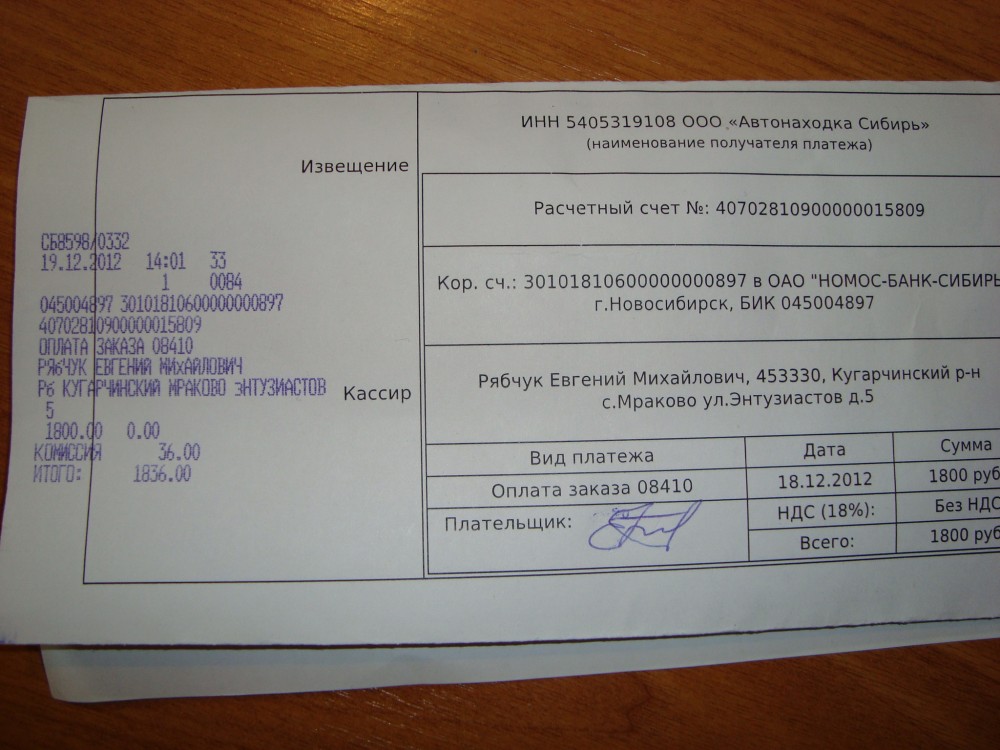 ИНН 5405319108 ООО «Автонаходка Сибирь»
(наименование получателя платежа)
Извещение
Расчетный счет №: 40702810900000015809
СБ8598/0332
19.12.2012 14:01 33
1 0084
045004897 30101810600000000897
40702810900000015809
ОПЛАТА ЗАКАЗА 08410
РЯбЧУК ЕВГЕНИЙ МИхАЙЛОВИЧ
Рб КУГАРЧИНСКИЙ МРАКОВО эНТУЗИАСТОВ
5
1800.00 0.00
КОМИССИЯ 36.00
ИТОГО: 1836.00
Кор. сч.: 30101810600000000897 в ОАО "НОМОС-БАНК-СИБИРЬ
г.Новосибирск, БИК 045004897
Кассир
Рябчук Евгений Михайлович, 453330, Кугарчинский р-н
с.Мраково ул.Энтузиастов д.5
Вид платежа Дата Сумма
Оплата заказа 08410 18.12.2012 1800 руб
Плательщик: НДС (18%): Без НДС
Всего: 1800 руб